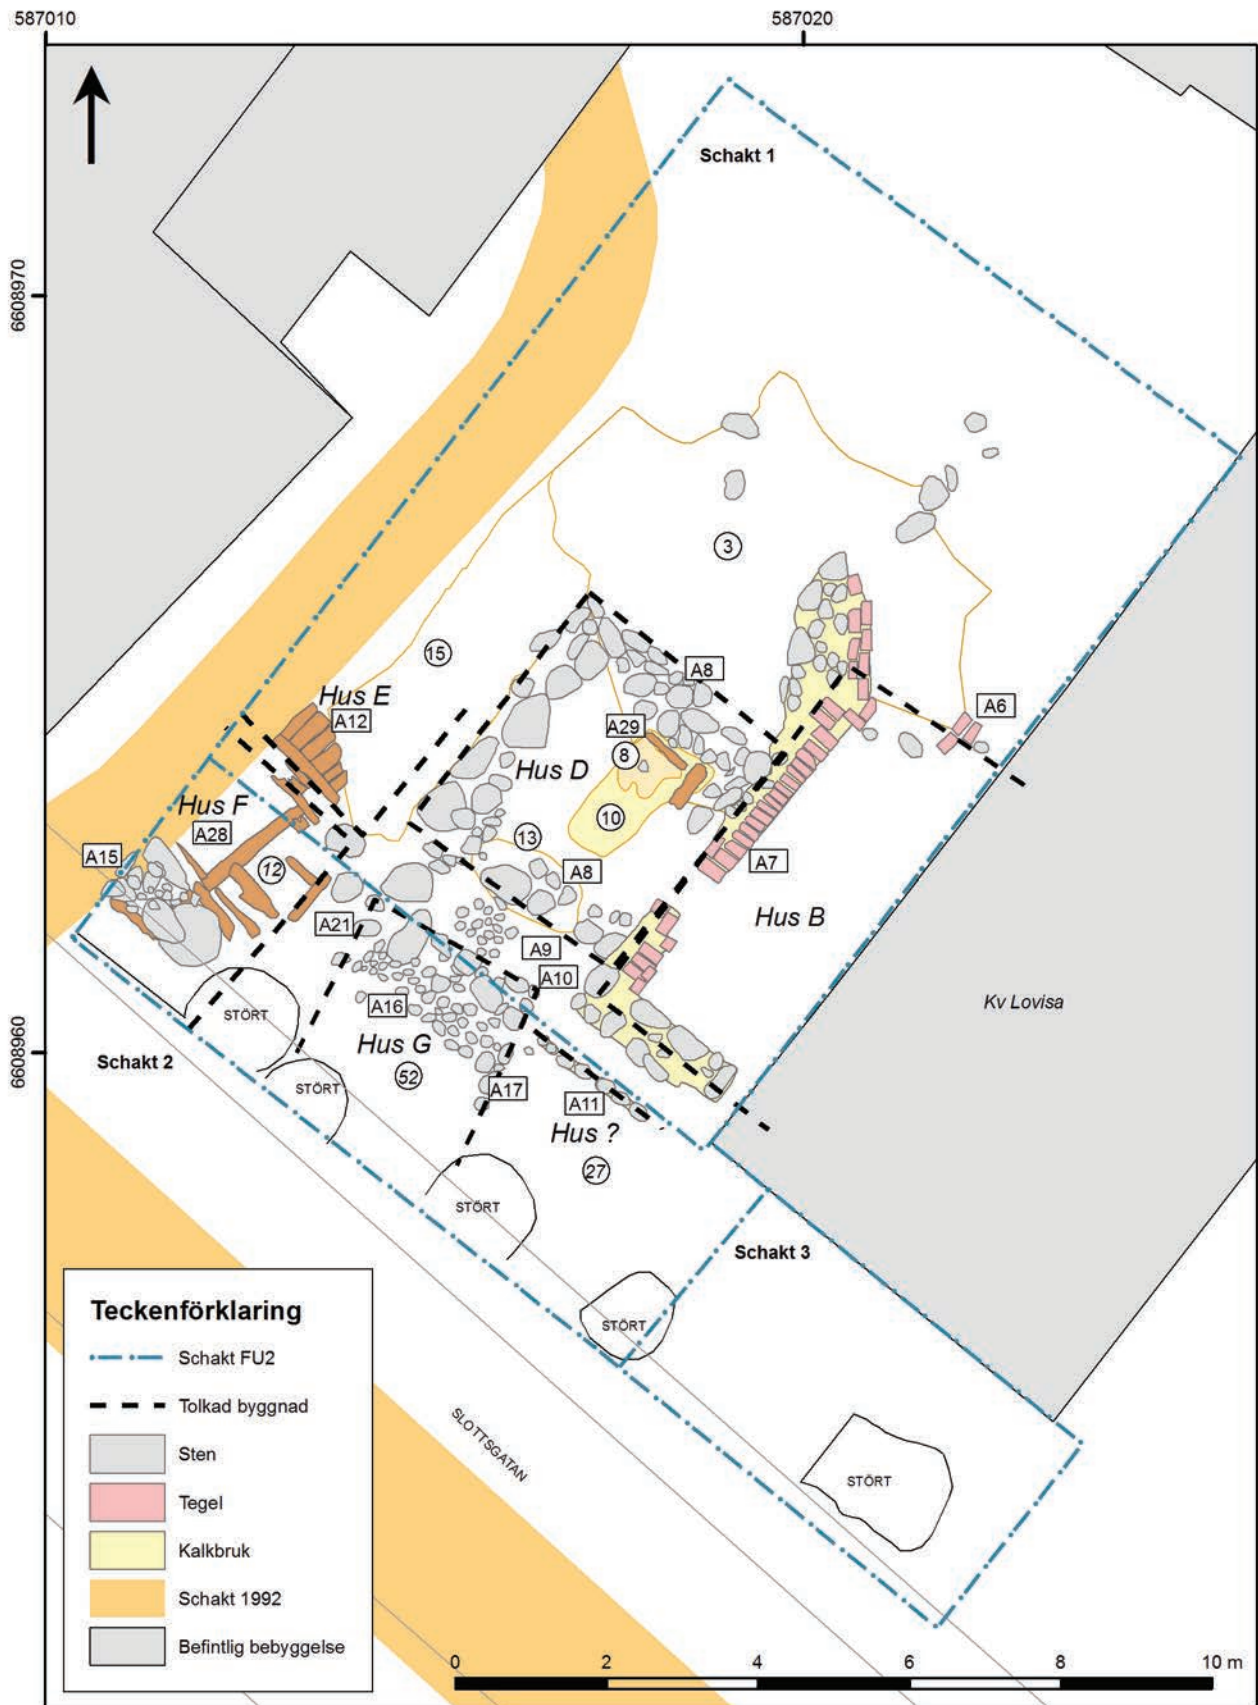 587010
587020
Schakt 1
6608970
3
15
A8
Hus E
A12
A6
A29
8
Hus D
Hus F
10
A28
13
A15
12
A8
A7
A21
Hus B
A9
A10
A16
Kv Lovisa
STÖRT
Hus G
Schakt 2
6608960
52
STÖRT
A17
A11
Hus ?
27
STÖRT
Schakt 3
Teckenförklaring
STÖRT
Schakt FU2
Tolkad byggnad
SLOTTSGATAN
Sten
STÖRT
Tegel
Kalkbruk
Schakt 1992
Befintlig bebyggelse
0 2 4 6 8 10 m